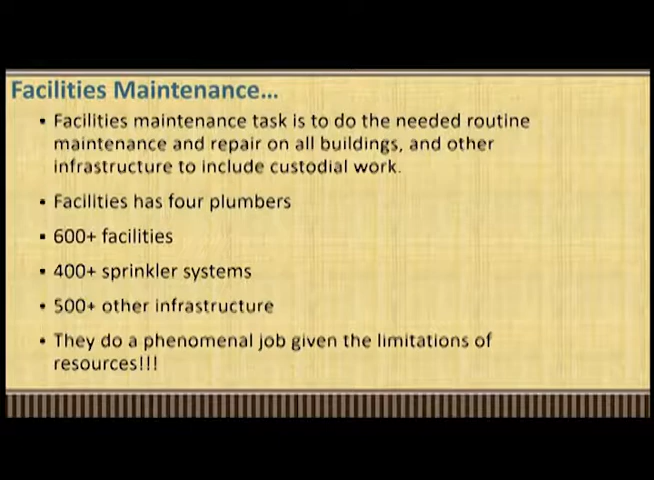 Facilities Maintenance...
▪ Facilities maintenance task is to do the needed routine
maintenance and repair on all buildings, and other
infrastructure to include custodial work.
▪ Facilities has four plumbers
▪ 600+ facilities
▪ 400+ sprinkler systems
▪ 500+ other infrastructure
▪ They do a phenomenal job given the limitations of
resources!!!